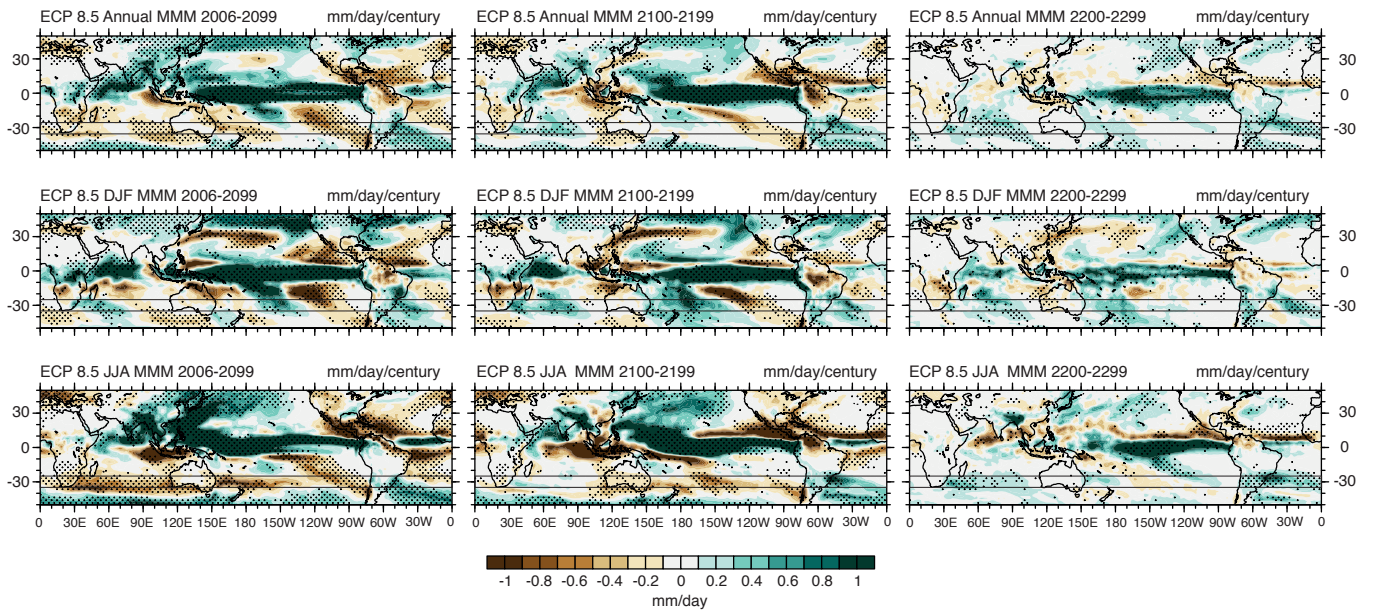 ECP 8.5 Annual MMM 2006-2099 mm/day/century ECP 8.5 Annual MMM 2100-2199 mm/day/century ECP 8.5 Annual MMM 2200-2299 mm/day/century
30 30
0 0
-30 -30
ECP 8.5 DJF MMM 2006-2099 mm/day/century ECP 8.5 DJF MMM 2100-2199 mm/day/century ECP 8.5 DJF MMM 2200-2299 mm/day/century
30 30
0 0
-30 -30
ECP 8.5 JJA MMM 2006-2099 mm/day/century ECP 8.5 JJA MMM 2100-2199 mm/day/century ECP 8.5 JJA MMM 2200-2299 mm/day/century
30 30
0 0
-30 -30
0 30E 60E 90E 120E 150E 180 150W 120W 90W 30W 0 0 30E 60E 90E 120E 150E 180 150W 120W 90W 30W 0 0 30E 60E 90E 120E 150E 180 150W 120W 90W 30W 0
-1 -0.8 -0.6 -0.4 -0.2 0 0.2 0.4 0.6 0.8 1
mm/day